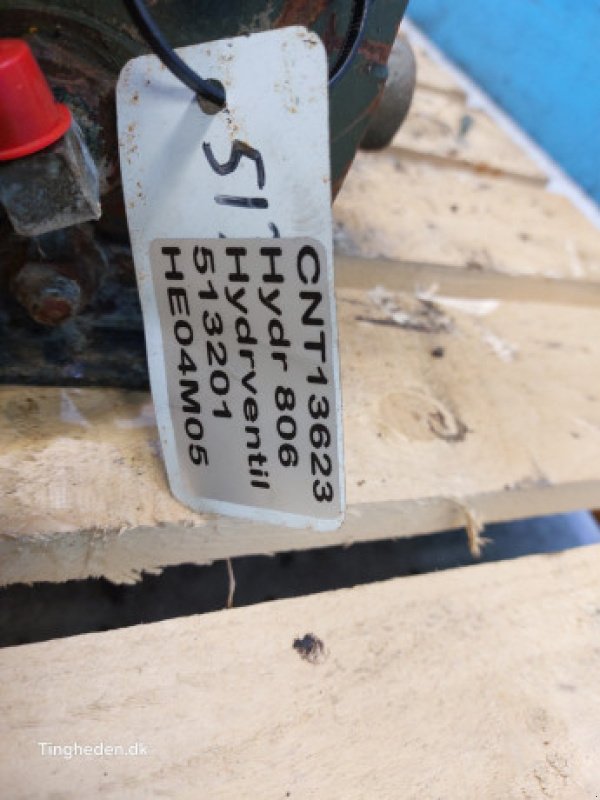 CNT13623
Hydr 806
Hydrventil
513201
HE04M05
Tingheden.dk